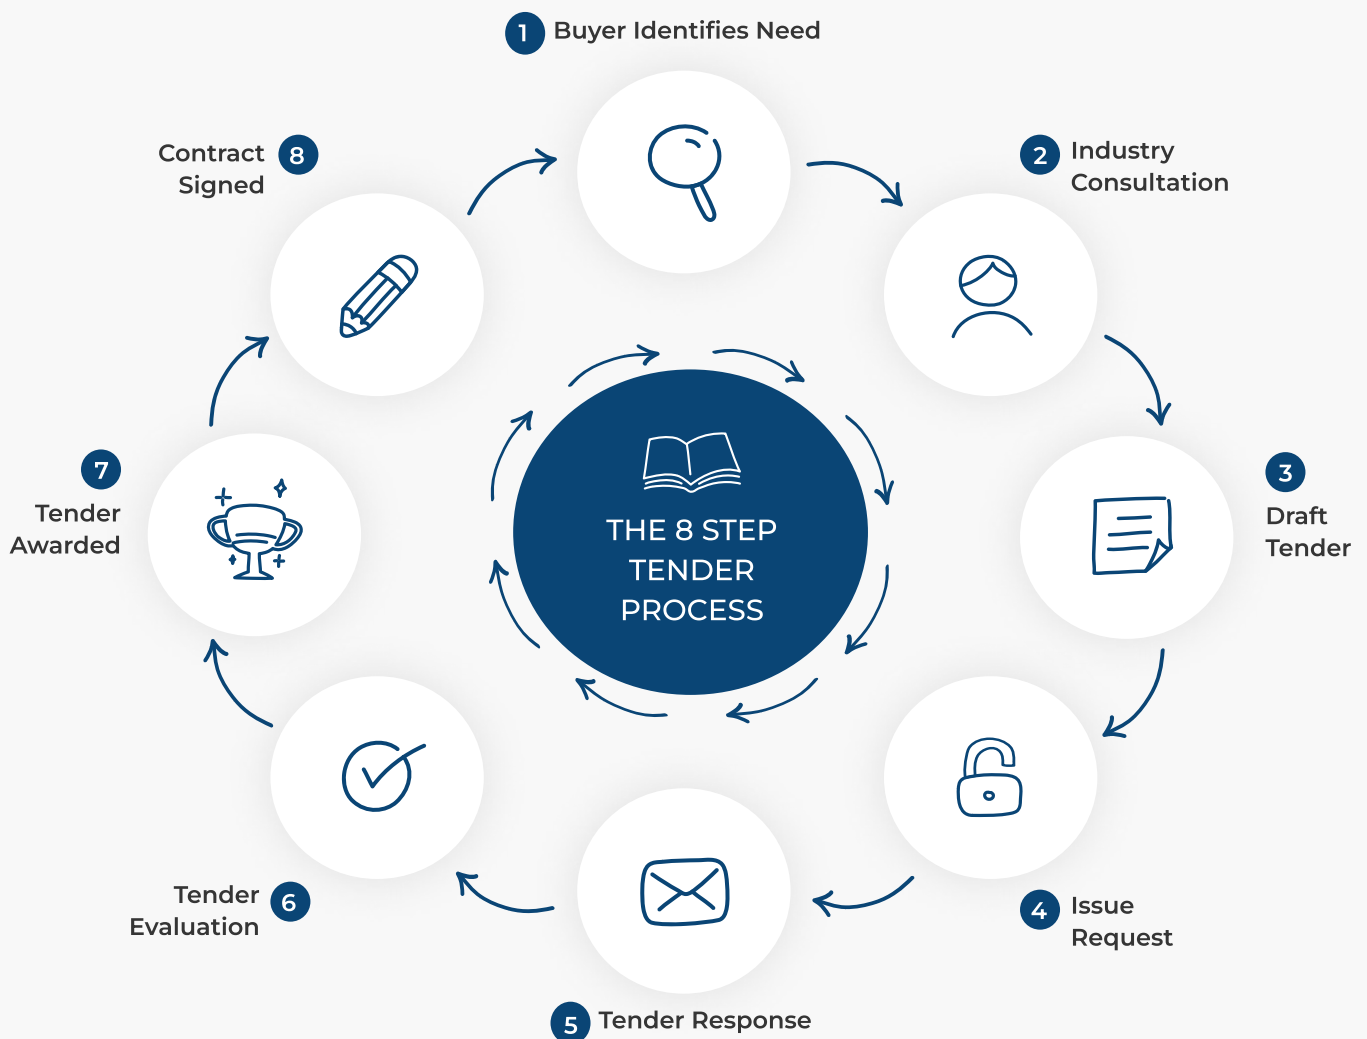 1 Buyer Identifies Need
2 Industry
Consultation
3
Draft
Tender
4 Issue
Request
5 Tender Response
Tender 6
Evaluation
7
Tender
Awarded
Contract 8
Signed
THE 8 STEP
TENDER
PROCESS